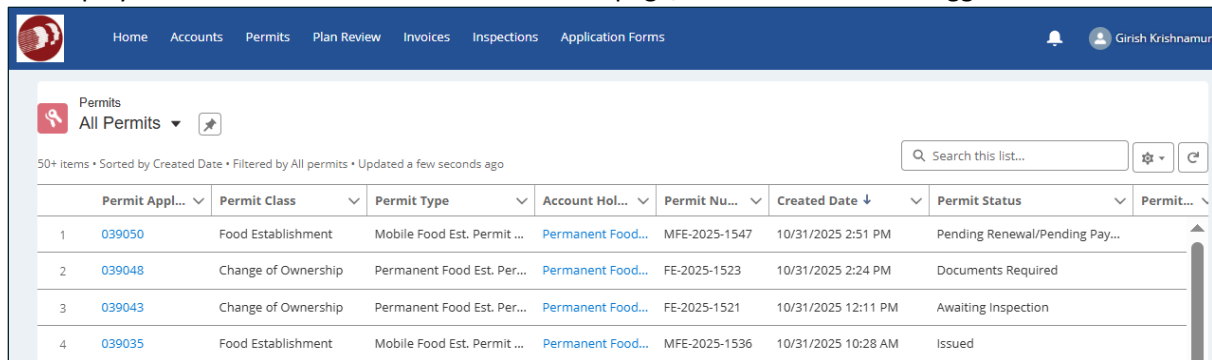 Home Accounts Permits Plan Review Invoices Inspections Application Forms Girish Krishnamur
Permits
All Permits
50+ items • Sorted by Created Date • Filtered by All permits • Updated a few seconds ago
Search this list...
Permit Appl... Permit Class Permit Type Account Hol... Permit Nu... Created Date Permit Status Permit...
1 039050 Food Establishment Mobile Food Est. Permit ... Permanent Food... MFE-2025-1547 10/31/2025 2:51 PM Pending Renewal/Pending Pay...
2 039048 Change of Ownership Permanent Food Est. Per... Permanent Food... FE-2025-1523 10/31/2025 2:24 PM Documents Required
3 039043 Change of Ownership Permanent Food Est. Per... Permanent Food... FE-2025-1521 10/31/2025 12:11 PM Awaiting Inspection
4 039035 Food Establishment Mobile Food Est. Permit ... Permanent Food... MFE-2025-1536 10/31/2025 10:28 AM Issued